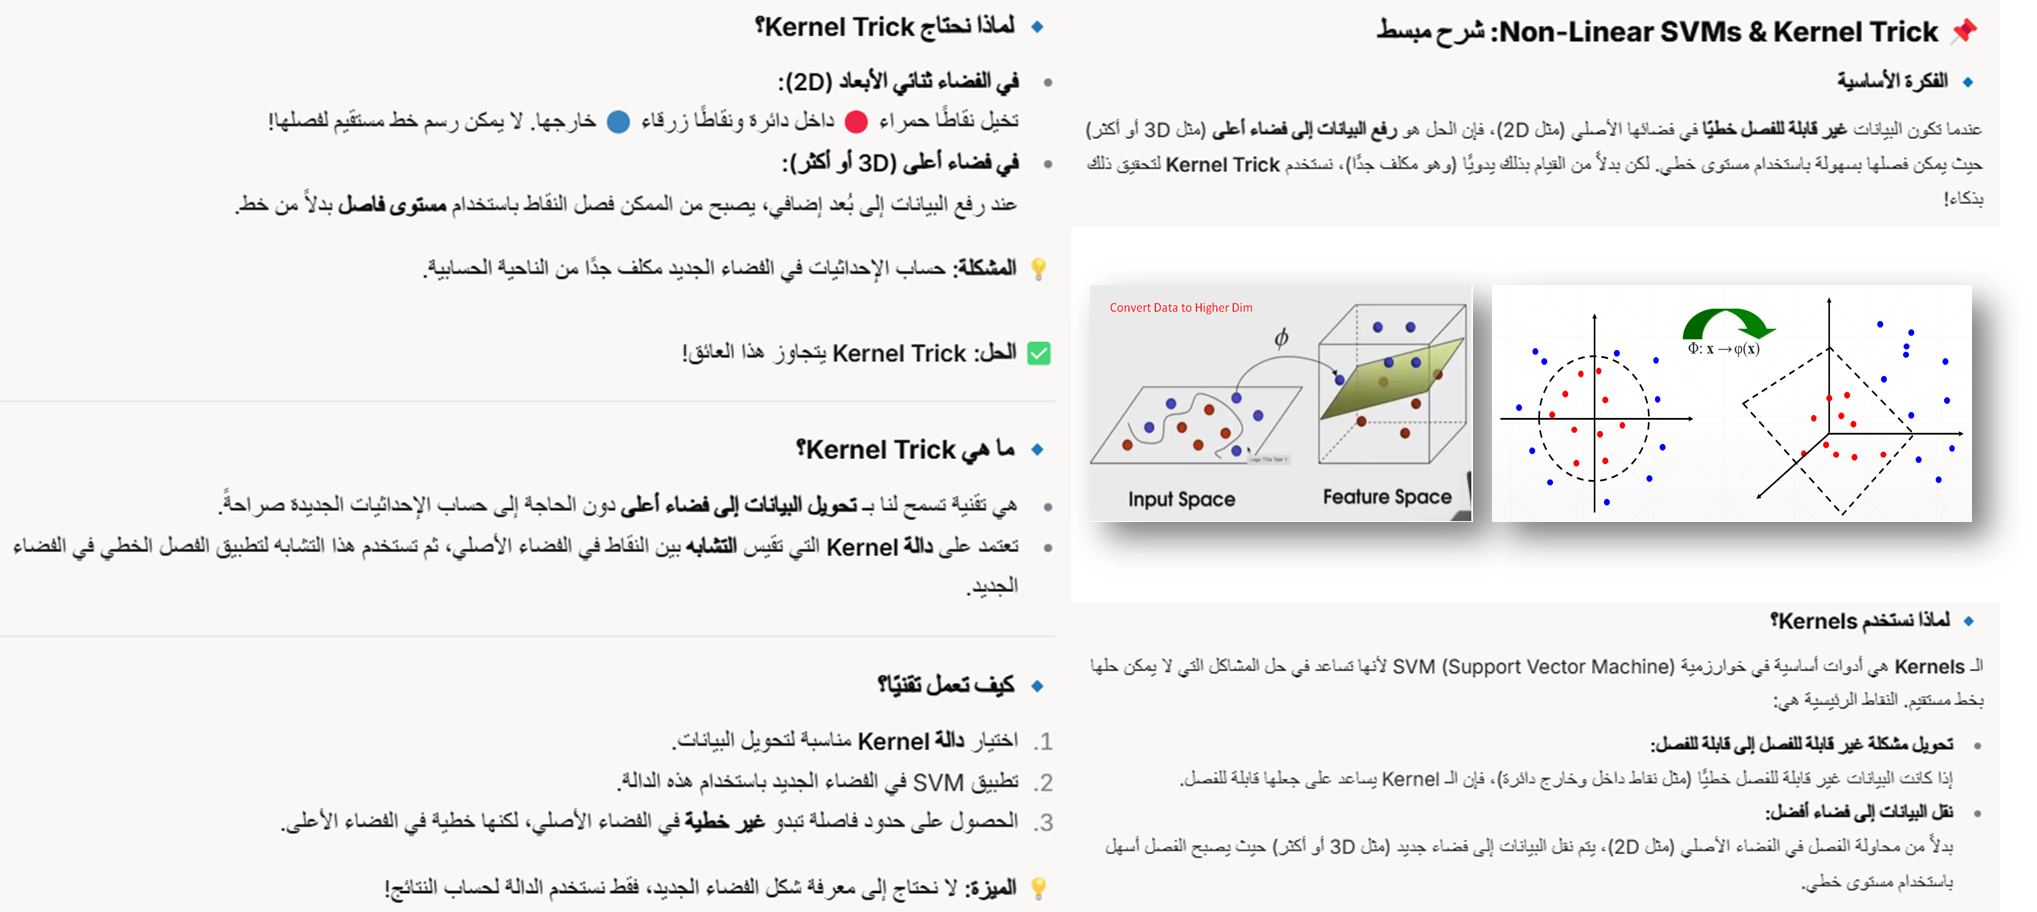 📌 Non-Linear SVMs & Kernel Trick: شرح مبسط
🔹 الفكرة الأساسية
عندما تكون البيانات غير قابلة للفصل خطيًا في فضائها الأصلي (مثل 2D)، فإن الحل هو رفع البيانات إلى فضاء أعلى (مثل 3D أو أكثر)
حيث يمكن فصلها بسهولة باستخدام مستوى خطي. لكن بدلاً من القيام بذلك يدويًا (وهو مكلف جدًا)، نستخدم Kernel Trick لتحقيق ذلك
بذكاء!
Convert Data to Higher Dim
ϕ
Input Space
Feature Space
Φ: x → φ(x)
🔹 لماذا نستخدم Kernels؟
الـ Kernels هي أدوات أساسية في خوارزمية SVM (Support Vector Machine) لأنها تساعد في حل المشاكل التي لا يمكن حلها
بخط مستقيم. النقاط الرئيسية هي:
• تحويل مشكلة غير قابلة للفصل إلى قابلة للفصل:
إذا كانت البيانات غير قابلة للفصل خطيًا (مثل نقاط داخل وخارج دائرة)، فإن الـ Kernel يساعد على جعلها قابلة للفصل.
• نقل البيانات إلى فضاء أفضل:
بدلاً من محاولة الفصل في الفضاء الأصلي (مثل 2D)، يتم نقل البيانات إلى فضاء جديد (مثل 3D أو أكثر) حيث يصبح الفصل أسهل
باستخدام مستوى خطي.
🔹 لماذا نحتاج Kernel Trick؟
• في الفضاء ثنائي الأبعاد (2D):
تخيل نقاطًا حمراء 🔴 داخل دائرة ونقاطًا زرقاء 🔵 خارجها. لا يمكن رسم خط مستقيم لفصلها!
• في فضاء أعلى (3D أو أكثر):
عند رفع البيانات إلى بُعد إضافي، يصبح من الممكن فصل النقاط باستخدام مستوى فاصل بدلاً من خط.
💡 المشكلة: حساب الإحداثيات في الفضاء الجديد مكلف جدًا من الناحية الحسابية.
✅ الحل: Kernel Trick يتجاوز هذا العائق!
🔹 ما هي Kernel Trick؟
• هي تقنية تسمح لنا بـ تحويل البيانات إلى فضاء أعلى دون الحاجة إلى حساب الإحداثيات الجديدة صراحةً.
• تعتمد على دالة Kernel التي تقيس التشابه بين النقاط في الفضاء الأصلي، ثم تستخدم هذا التشابه لتطبيق الفصل الخطي في الفضاء
الجديد.
🔹 كيف تعمل تقنيًا؟
1. اختيار دالة Kernel مناسبة لتحويل البيانات.
2. تطبيق SVM في الفضاء الجديد باستخدام هذه الدالة.
3. الحصول على حدود فاصلة تبدو غير خطية في الفضاء الأصلي، لكنها خطية في الفضاء الأعلى.
💡 الميزة: لا نحتاج إلى معرفة شكل الفضاء الجديد، فقط نستخدم الدالة لحساب النتائج!